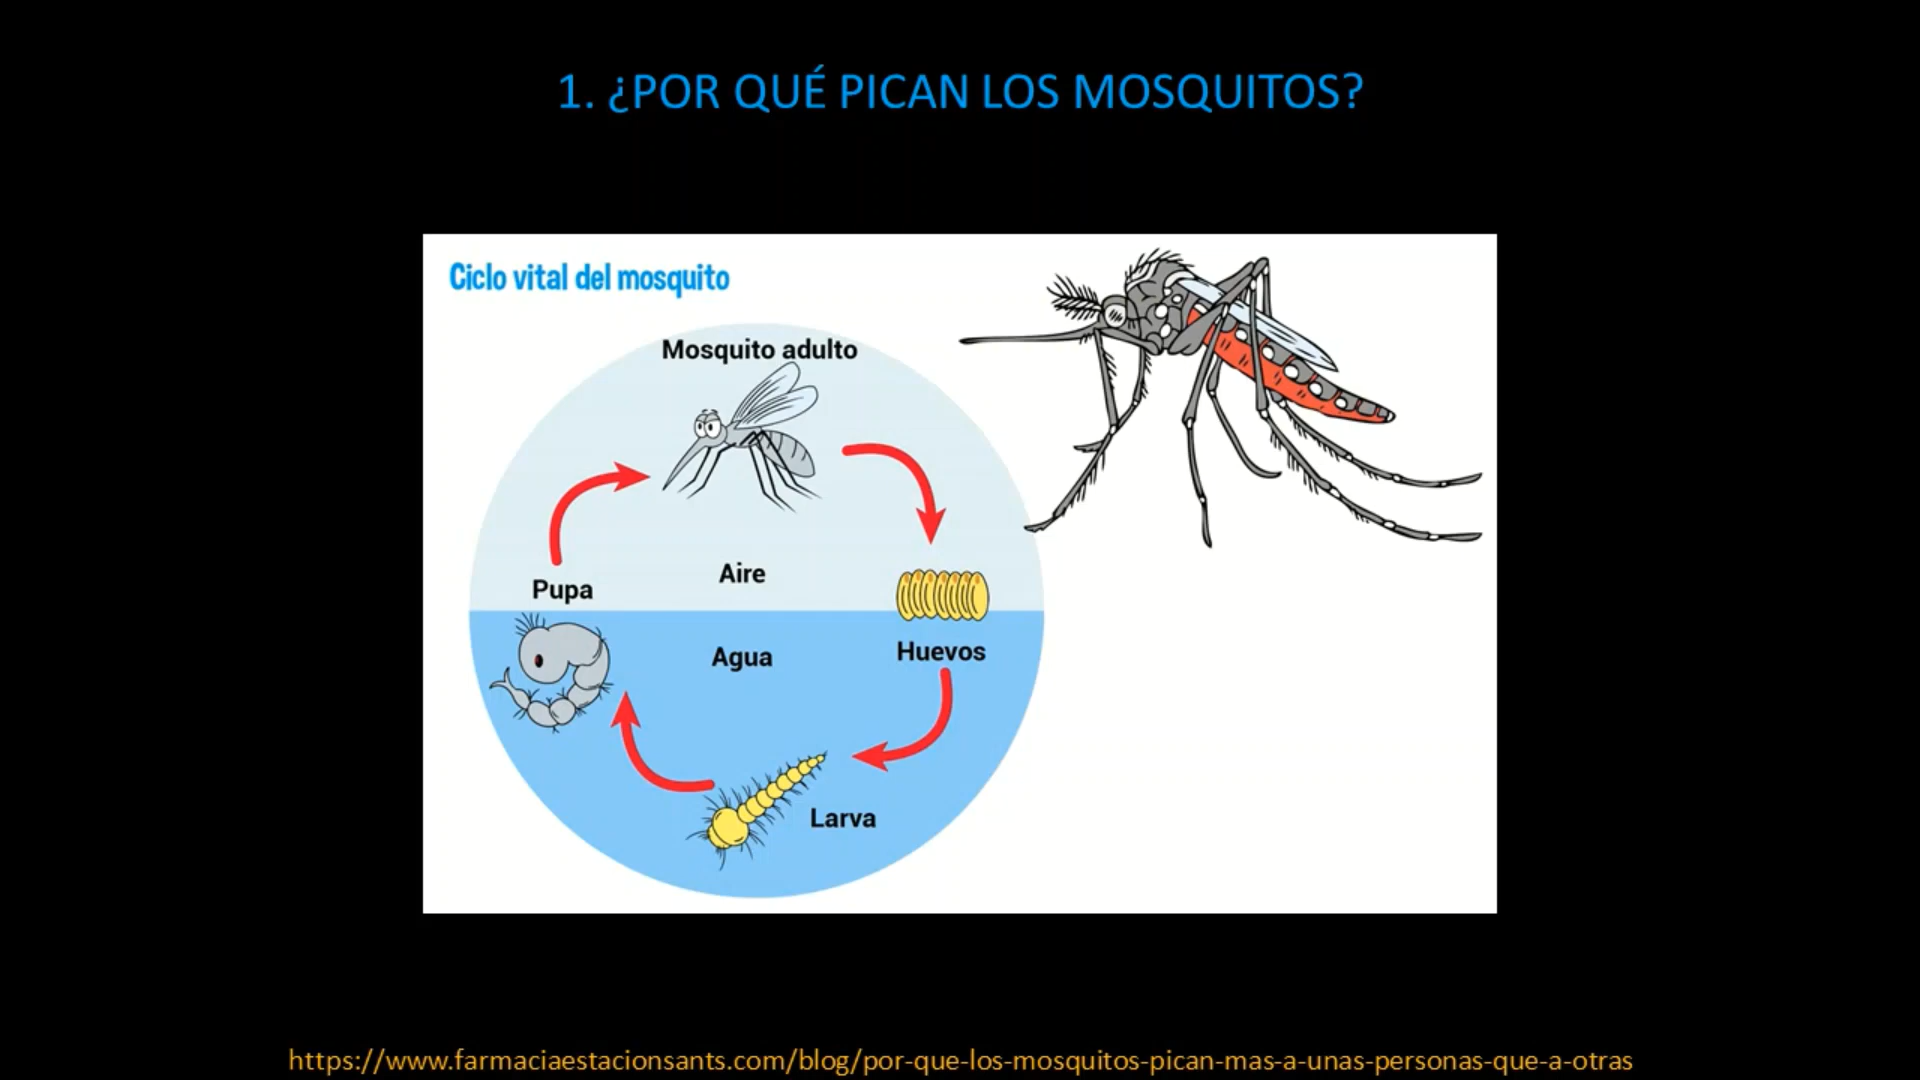 1. ¿POR QUÉ PICAN LOS MOSQUITOS?
Ciclo vital del mosquito
Mosquito adulto
Aire
Pupa
Agua
Huevos
Larva
https://www.farmaciaestacionsants.com/blog/por-que-los-mosquitos-pican-mas-a-unas-personas-que-a-otras